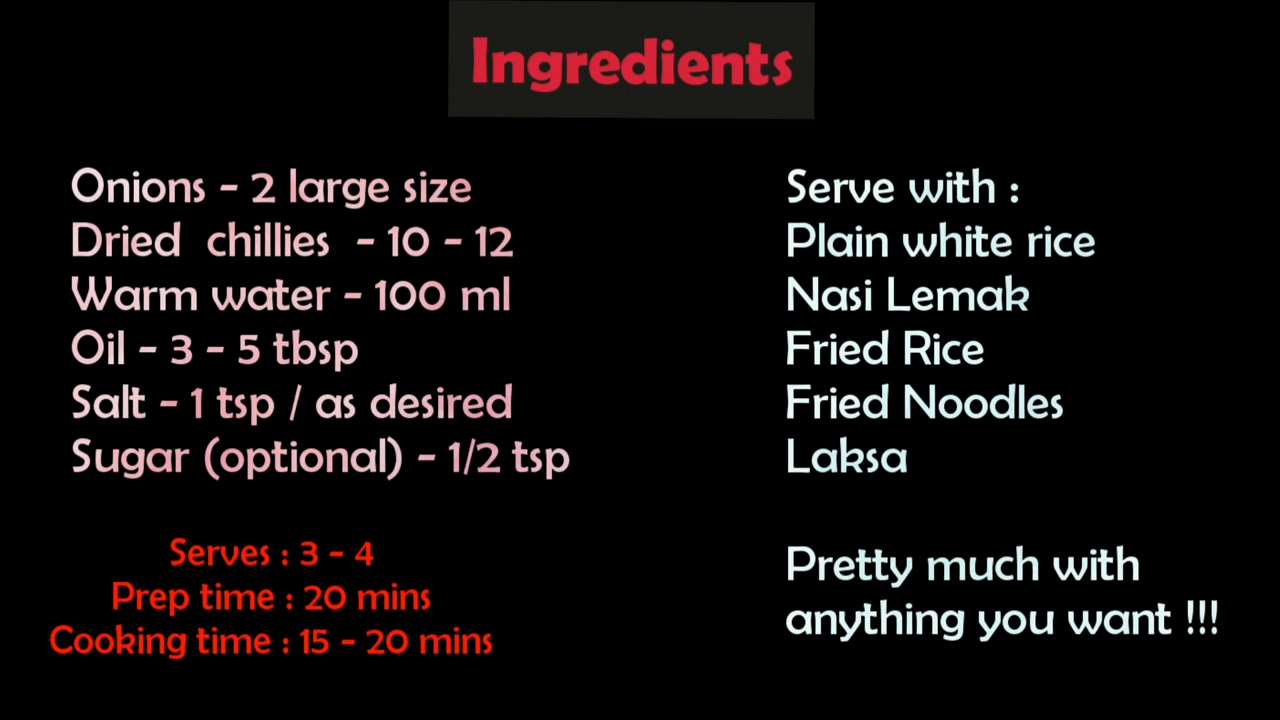 Ingredients
Onions - 2 large size
Dried chillies - 10 - 12
Warm water - 100 ml
Oil - 3 - 5 tbsp
Salt - 1 tsp / as desired
Sugar (optional) - 1/2 tsp
Serves : 3 - 4
Prep time : 20 mins
Cooking time : 15 - 20 mins
Serve with :
Plain white rice
Nasi Lemak
Fried Rice
Fried Noodles
Laksa
Pretty much with
anything you want !!!